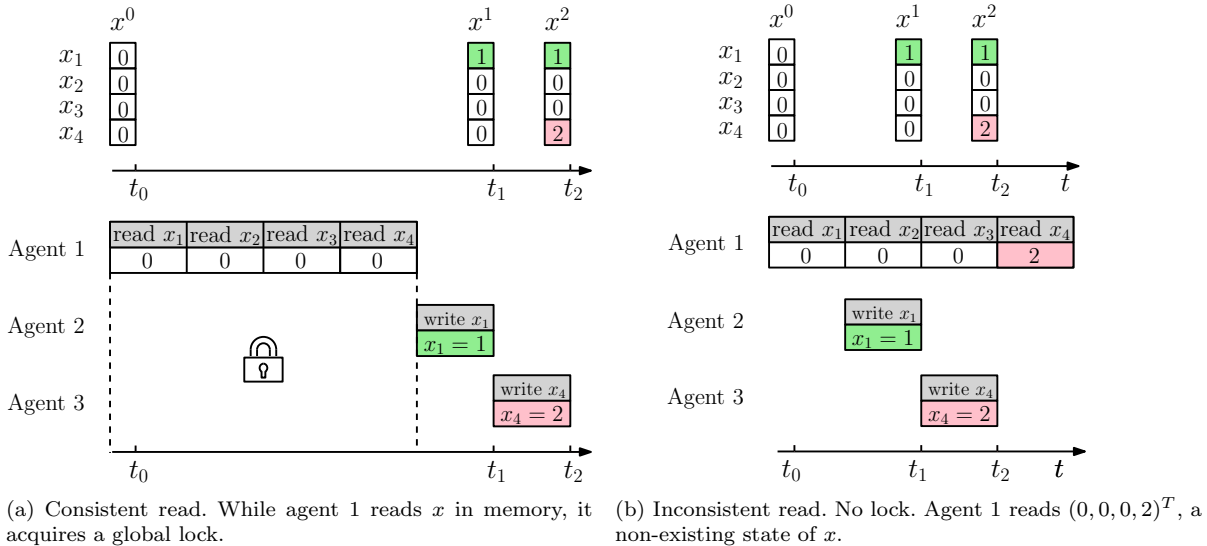 x^0 x^1 x^2
x_1 0 1 1
x_2 0 0 0
x_3 0 0 0
x_4 0 0 2
t_0 t_1 t_2
read x_1 read x_2 read x_3 read x_4
Agent 1 0 0 0 0
Agent 2 write x_1
x_1 = 1
Agent 3 write x_4
x_4 = 2
t_0 t_1 t_2
(a) Consistent read. While agent 1 reads x in memory, it
acquires a global lock.
x^0 x^1 x^2
x_1 0 1 1
x_2 0 0 0
x_3 0 0 0
x_4 0 0 2
t_0 t_1 t_2 t
read x_1 read x_2 read x_3 read x_4
Agent 1 0 0 0 2
Agent 2 write x_1
x_1 = 1
Agent 3 write x_4
x_4 = 2
t_0 t_1 t_2 t
(b) Inconsistent read. No lock. Agent 1 reads (0, 0, 0, 2)^T, a
non-existing state of x.